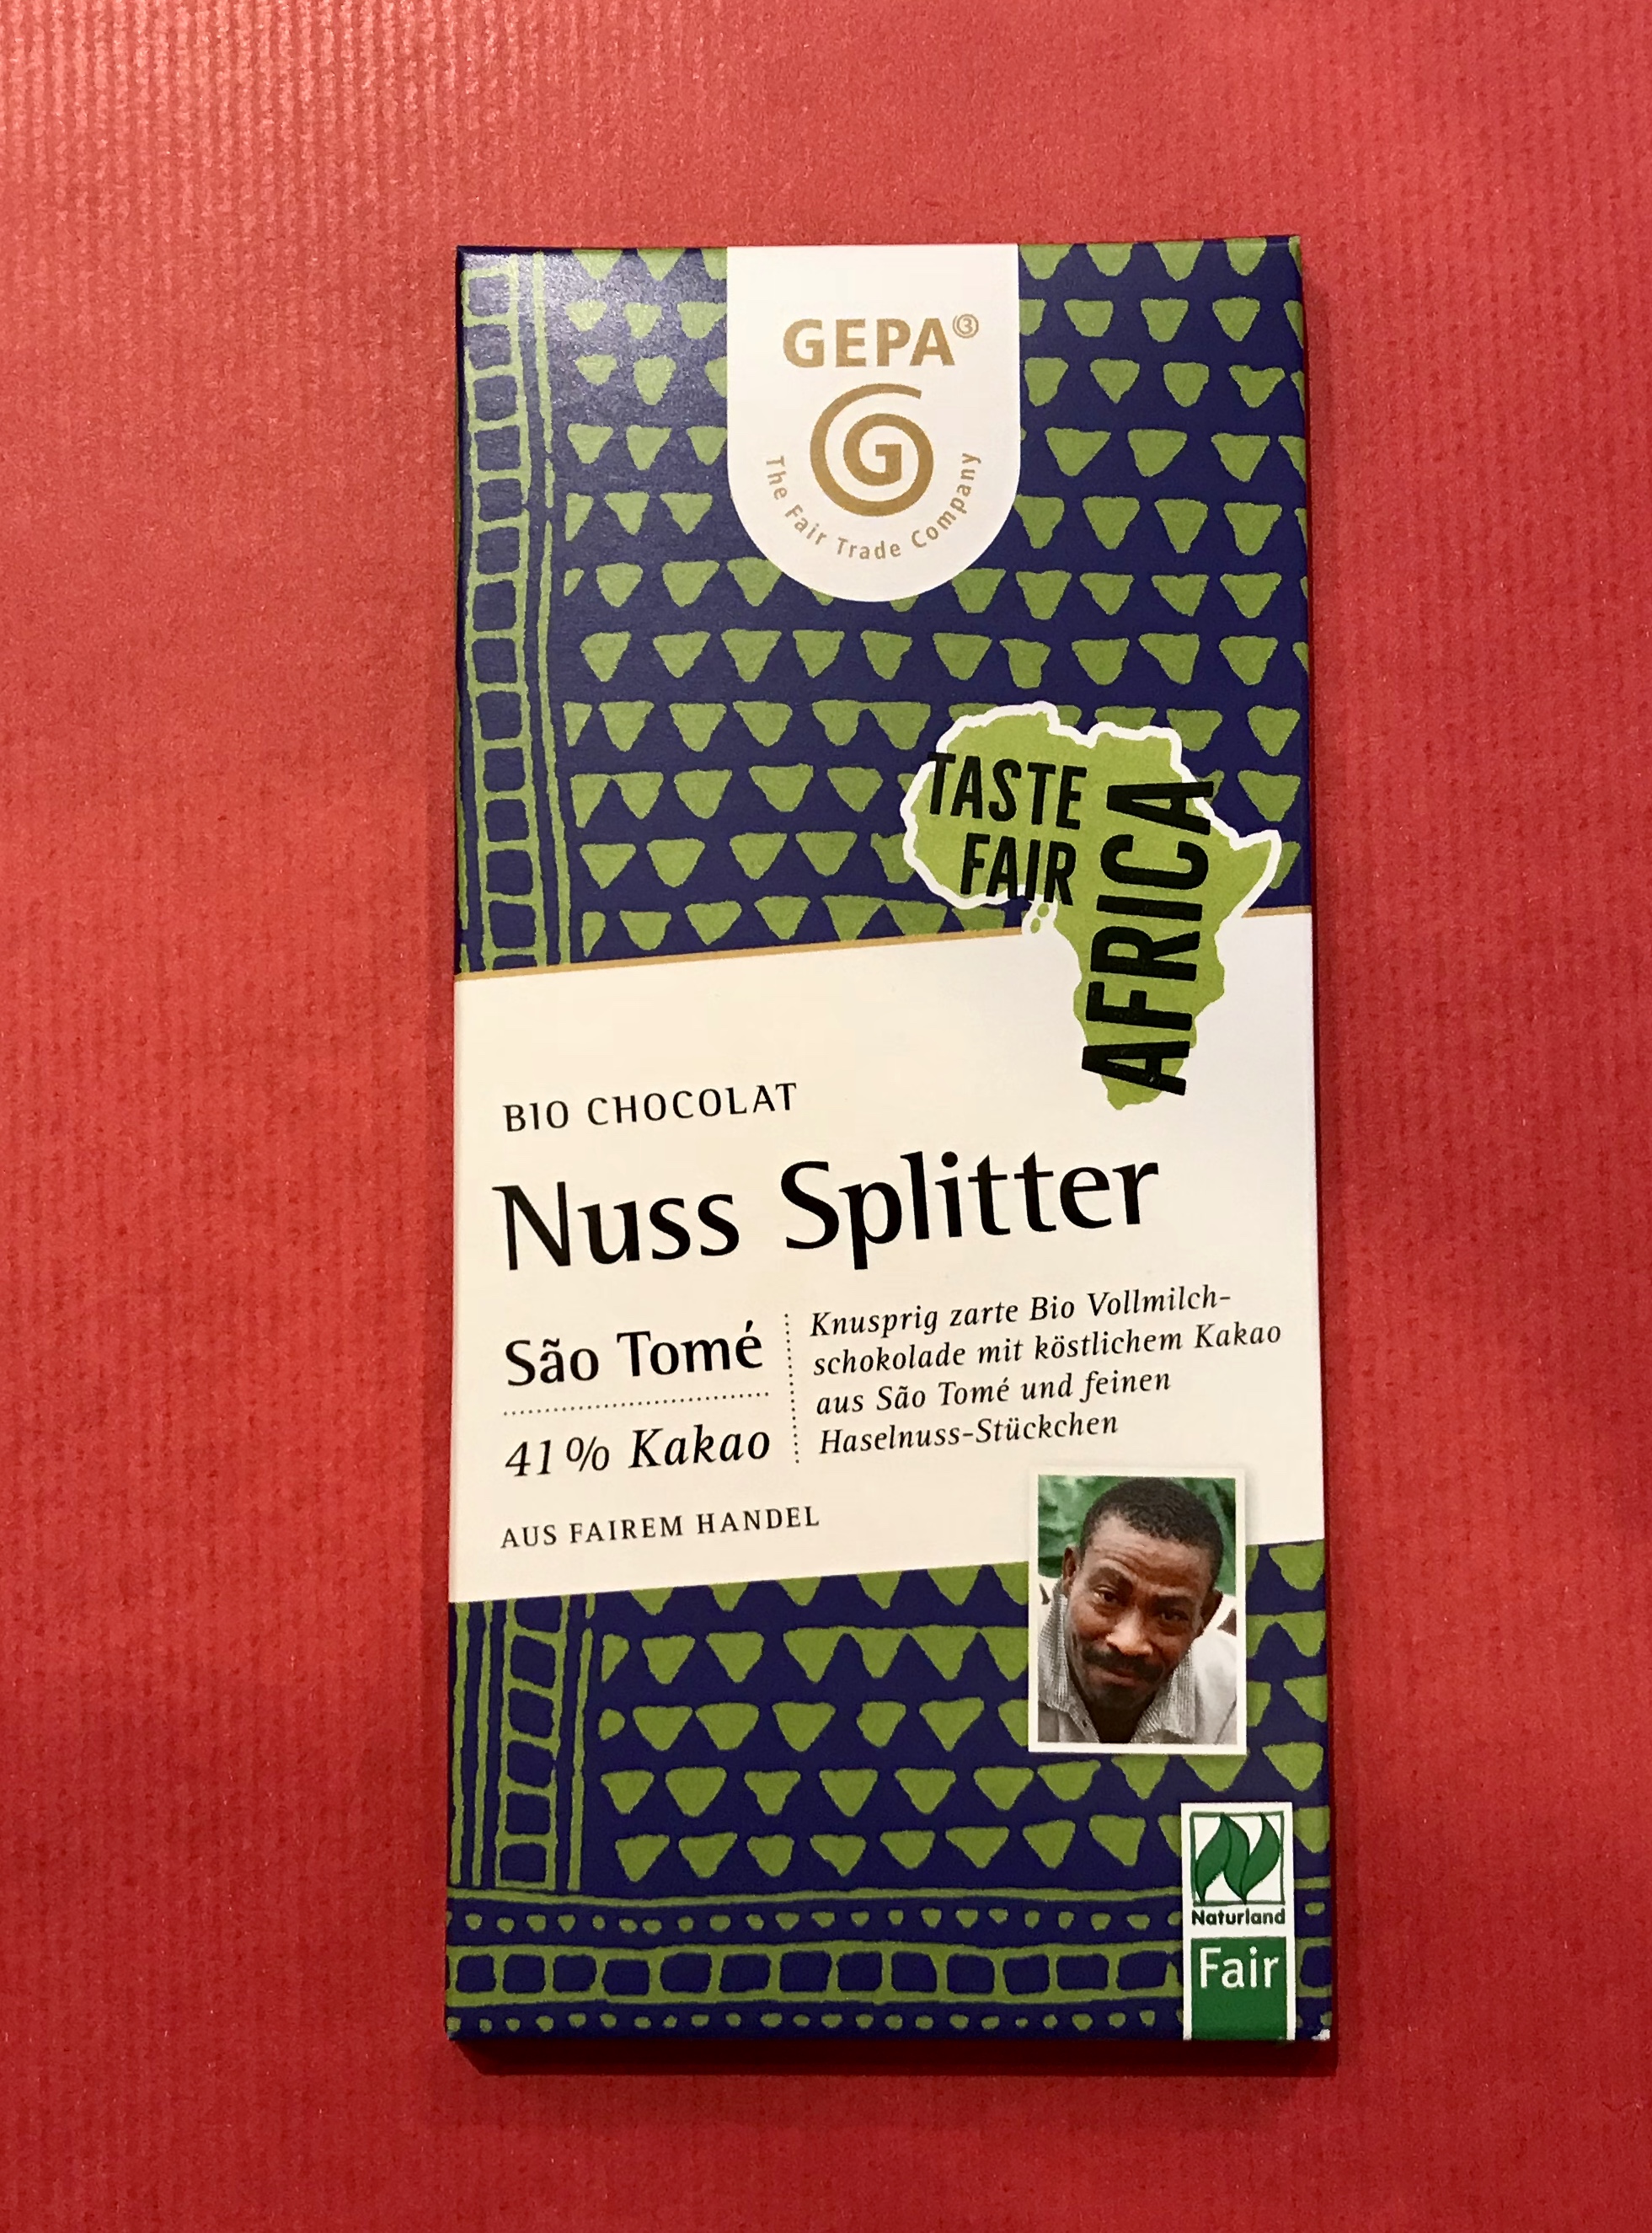 GEPA³
G
The Fair Trade Company
TASTE
FAIR
AFRICA
BIO CHOCOLAT
Nuss Splitter
São Tomé
41% Kakao
Knusprig zarte Bio Vollmilch-
schokolade mit köstlichem Kakao
aus São Tomé und feinen
Haselnuss-Stückchen
AUS FAIREM HANDEL
Naturland
Fair